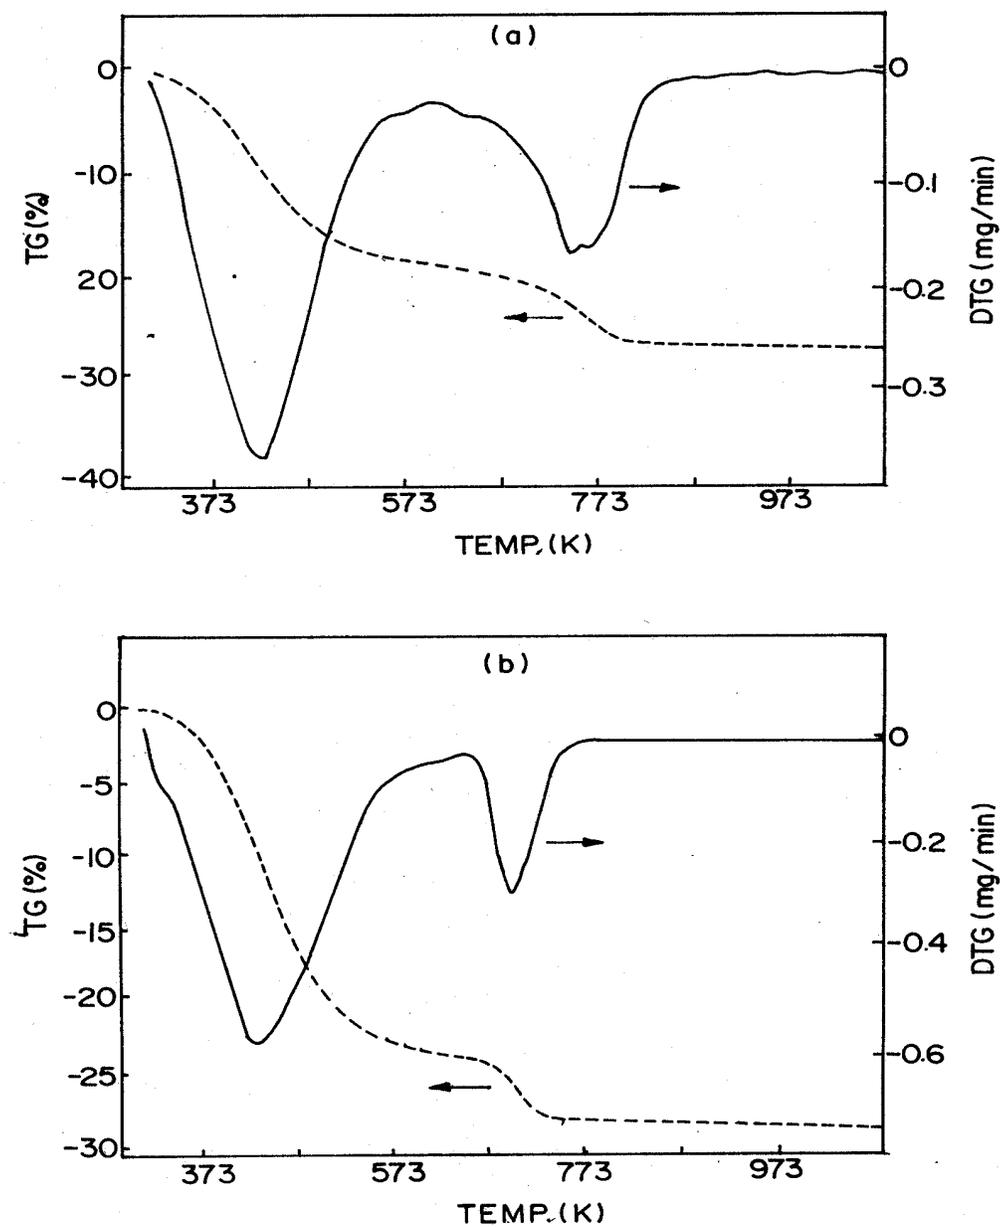 (a)
0
-10
20
-30
-40
TG (%)
0
-0.1
-0.2
-0.3
DTG (mg/min)
373 573 773 973
TEMP. (K)
(b)
0
-5
-10
-15
-20
-25
-30
TG (%)
0
-0.2
-0.4
-0.6
DTG (mg/min)
373 573 773 973
TEMP. (K)